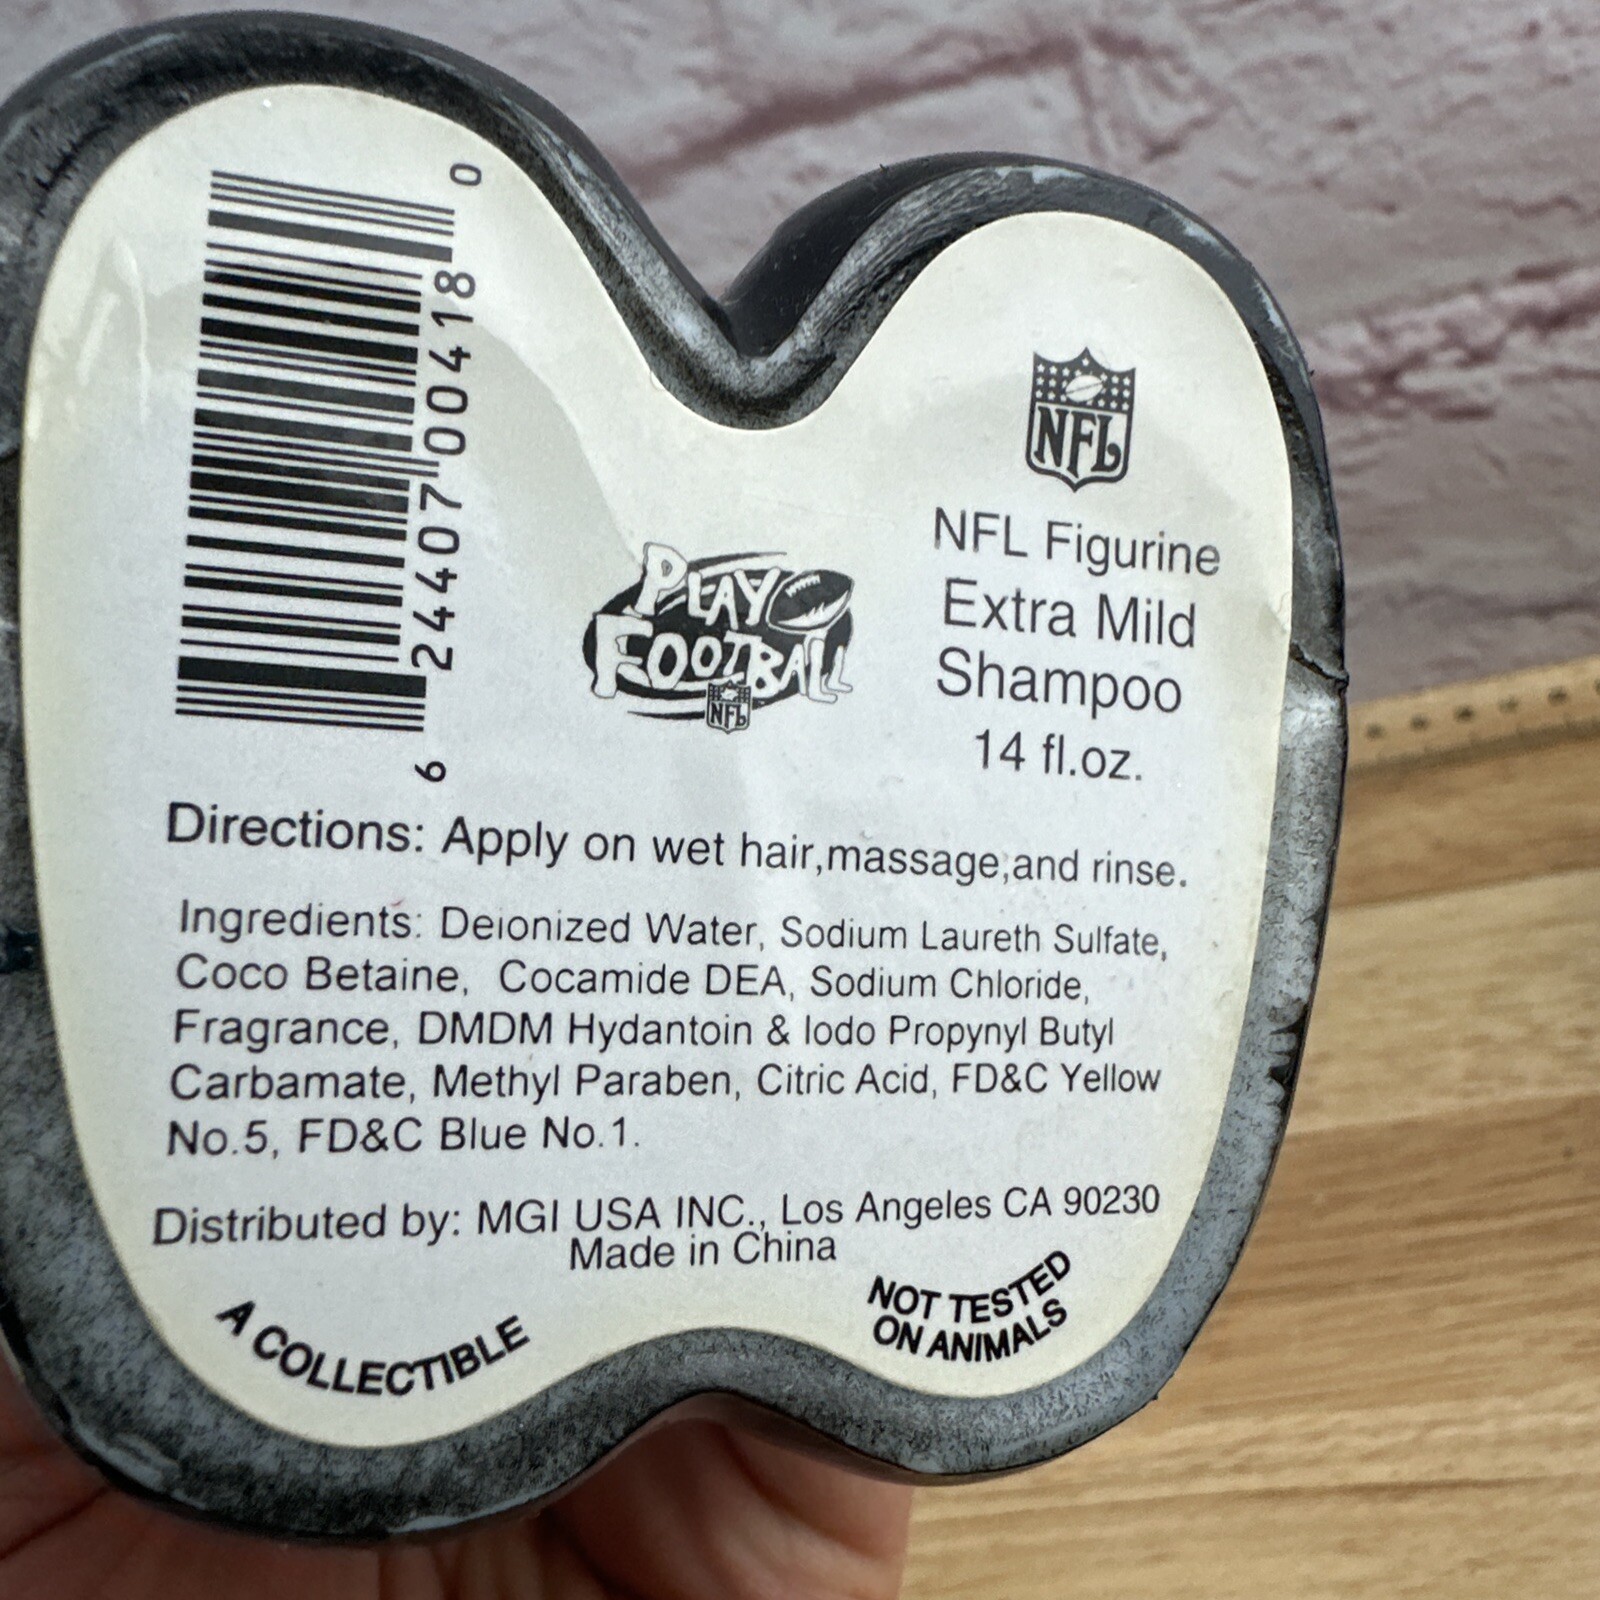 6 24407 00418 0
NFL
NFL Figurine
Extra Mild
Shampoo
14 fl.oz.
PLAY
FOOTBALL
NFL
Directions: Apply on wet hair,massage,and rinse.
Ingredients: Deionized Water, Sodium Laureth Sulfate,
Coco Betaine, Cocamide DEA, Sodium Chloride,
Fragrance, DMDM Hydantoin & Iodo Propynyl Butyl
Carbamate, Methyl Paraben, Citric Acid, FD&C Yellow
No.5, FD&C Blue No.1.
Distributed by: MGI USA INC., Los Angeles CA 90230
Made in China
A COLLECTIBLE
NOT TESTED
ON ANIMALS